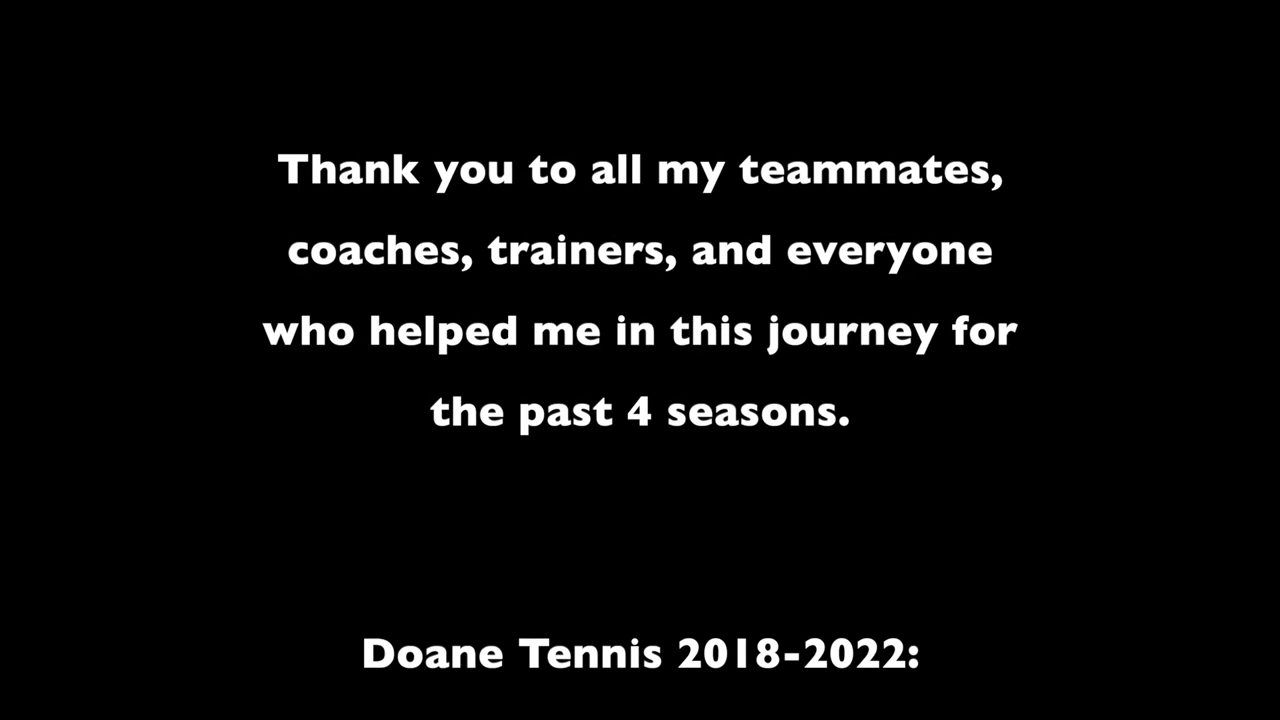 Thank you to all my teammates,
coaches, trainers, and everyone
who helped me in this journey for
the past 4 seasons.
Doane Tennis 2018-2022: